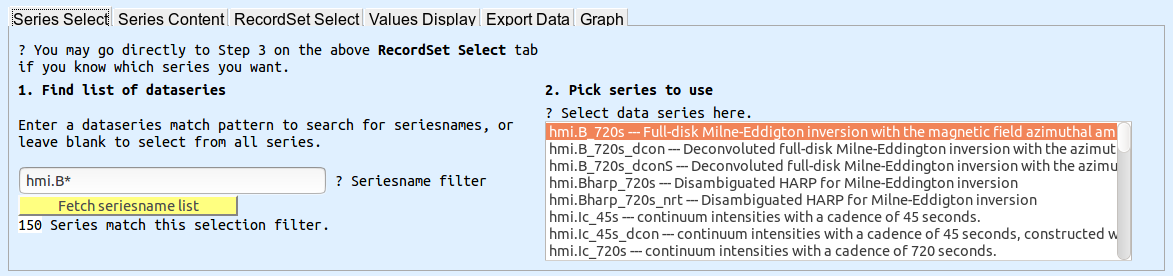 Series Select Series Content RecordSet Select Values Display Export Data Graph
? You may go directly to Step 3 on the above RecordSet Select tab
if you know which series you want.
1. Find list of dataseries
Enter a dataseries match pattern to search for seriesnames, or
leave blank to select from all series.
hmi.B* ? Seriesname filter
Fetch seriesname list
150 Series match this selection filter.
2. Pick series to use
? Select data series here.
hmi.B_720s --- Full-disk Milne-Eddigton inversion with the magnetic field azimuthal am
hmi.B_720s_dcon --- Deconvoluted full-disk Milne-Eddington inversion with the azimut
hmi.B_720s_dconS --- Deconvoluted full-disk Milne-Eddington inversion with the azimu
hmi.Bharp_720s --- Disambiguated HARP for Milne-Eddington inversion
hmi.Bharp_720s_nrt --- Disambiguated HARP for Milne-Eddington inversion
hmi.Ic_45s --- continuum intensities with a cadence of 45 seconds.
hmi.Ic_45s_dcon --- continuum intensities with a cadence of 45 seconds, constructed w
hmi.Ic_720s --- continuum intensities with a cadence of 720 seconds.